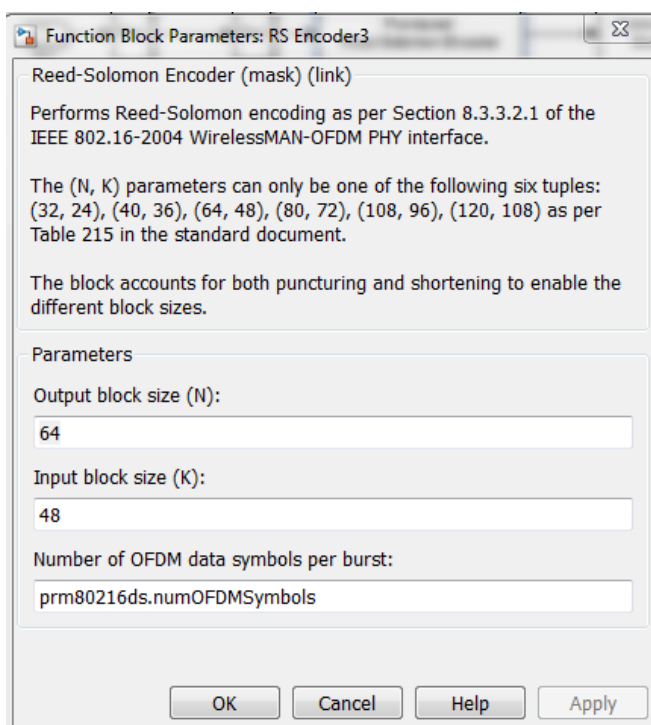 Function Block Parameters: RS Encoder3
Reed-Solomon Encoder (mask) (link)
Performs Reed-Solomon encoding as per Section 8.3.3.2.1 of the
IEEE 802.16-2004 WirelessMAN-OFDM PHY interface.
The (N, K) parameters can only be one of the following six tuples:
(32, 24), (40, 36), (64, 48), (80, 72), (108, 96), (120, 108) as per
Table 215 in the standard document.
The block accounts for both puncturing and shortening to enable the
different block sizes.
Parameters
Output block size (N):
64
Input block size (K):
48
Number of OFDM data symbols per burst:
prm80216ds.numOFDMSymbols
OK Cancel Help Apply